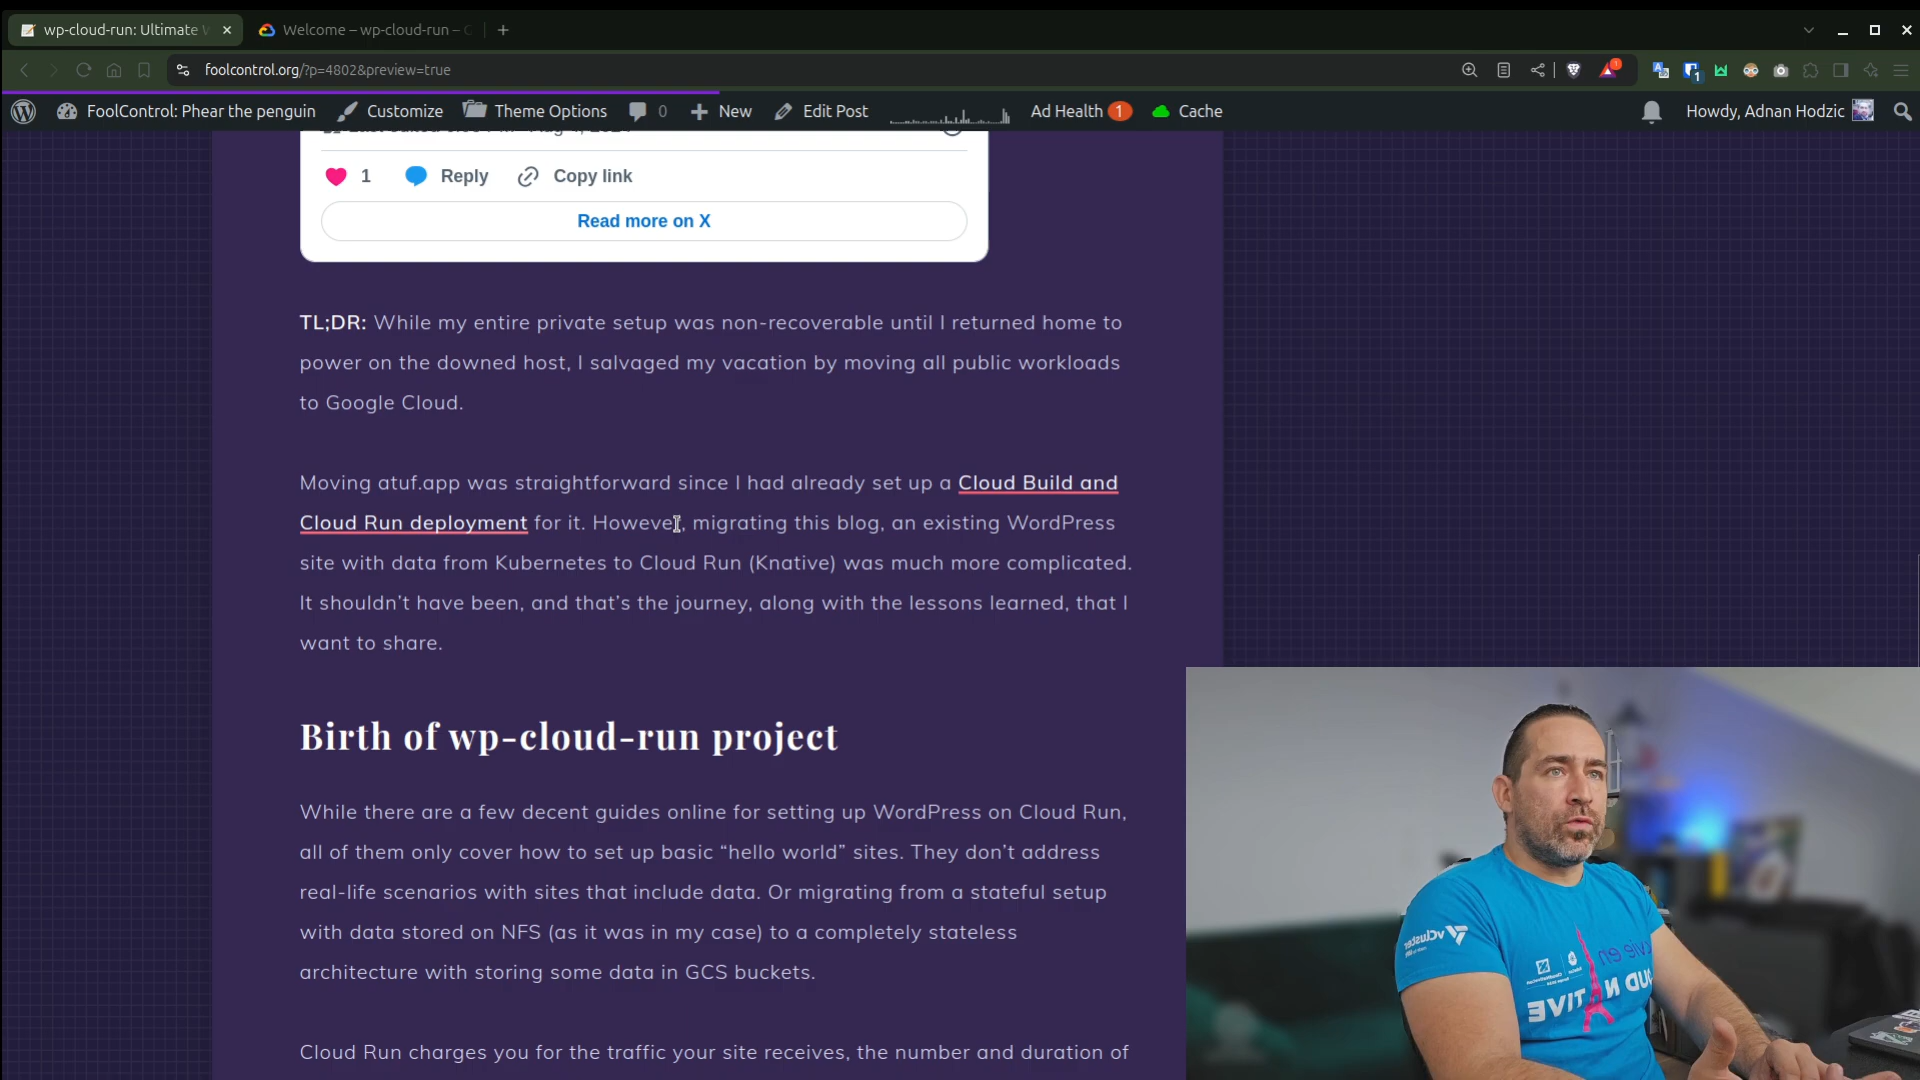 wp-cloud-run: Ultimate W
Welcome – wp-cloud-run – C
foolcontrol.org/?p=4802&preview=true
1
1
FoolControl: Phear the penguin
Customize
Theme Options
0
New
Edit Post
Ad Health 1
Cache
Howdy, Adnan Hodzic
1
Reply
Copy link
Read more on X
TL;DR: While my entire private setup was non-recoverable until I returned home to
power on the downed host, I salvaged my vacation by moving all public workloads
to Google Cloud.
Moving atuf.app was straightforward since I had already set up a Cloud Build and
Cloud Run deployment for it. However, migrating this blog, an existing WordPress
site with data from Kubernetes to Cloud Run (Knative) was much more complicated.
It shouldn't have been, and that's the journey, along with the lessons learned, that I
want to share.
Birth of wp-cloud-run project
While there are a few decent guides online for setting up WordPress on Cloud Run,
all of them only cover how to set up basic “hello world” sites. They don't address
real-life scenarios with sites that include data. Or migrating from a stateful setup
with data stored on NFS (as it was in my case) to a completely stateless
architecture with storing some data in GCS buckets.
Cloud Run charges you for the traffic your site receives, the number and duration of
vcluster